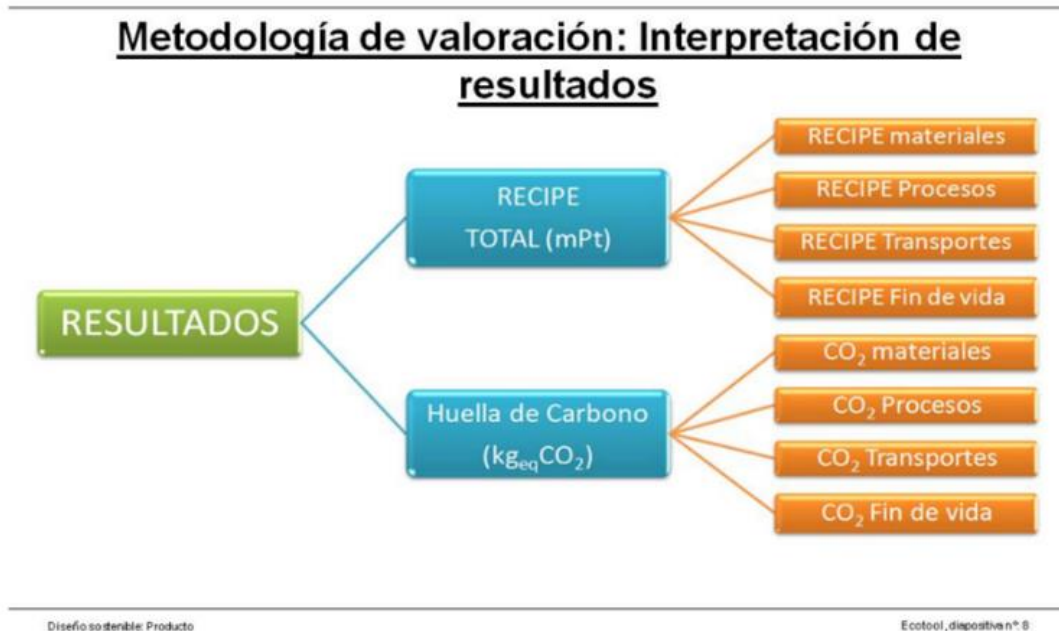 Metodología de valoración: Interpretación de
resultados
RESULTADOS
RECIPE
TOTAL (mPt)
RECIPE materiales
RECIPE Procesos
RECIPE Transportes
RECIPE Fin de vida
Huella de Carbono
(kgeqCO2)
CO2 materiales
CO2 Procesos
CO2 Transportes
CO2 Fin de vida
Diseño sostenible: Producto
Ecotool, diapositiva nº: 8